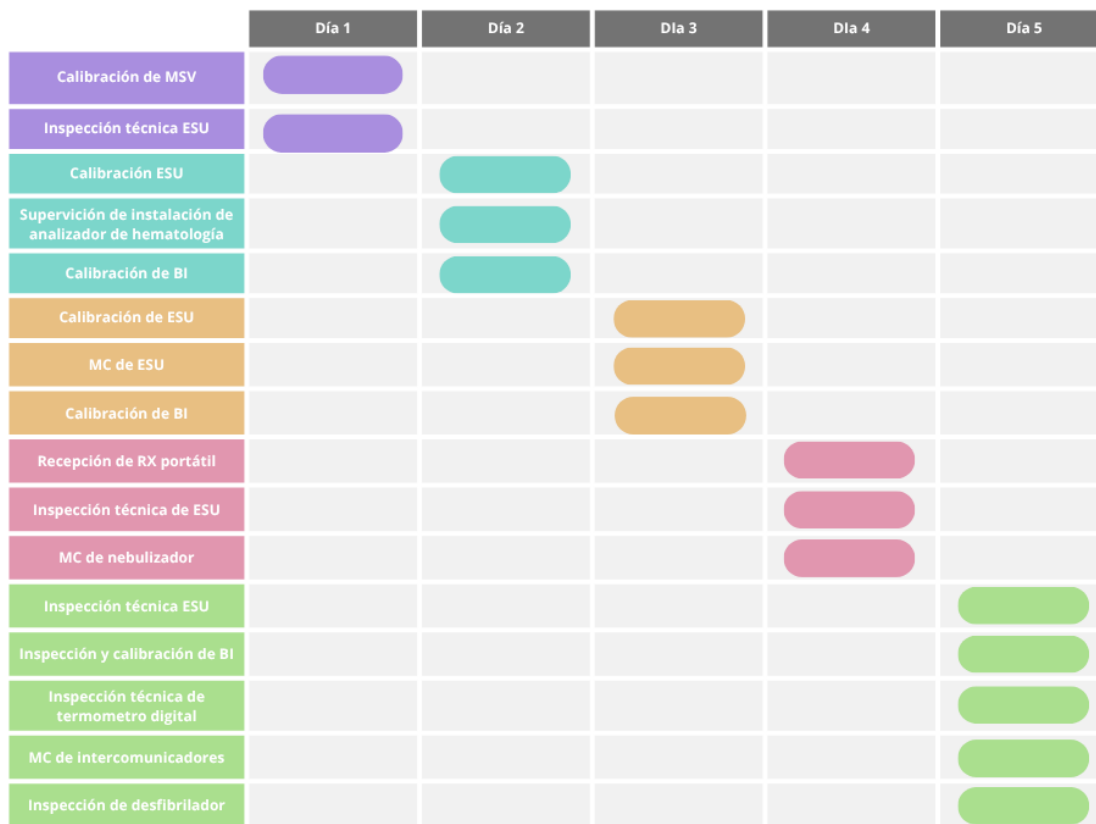 Día 1
Día 2
DIa 3
DIa 4
Día 5
Calibración de MSV
Inspección técnica ESU
Calibración ESU
Supervición de instalación de
analizador de hematología
Calibración de BI
Calibración de ESU
MC de ESU
Calibración de BI
Recepción de RX portátil
Inspección técnica de ESU
MC de nebulizador
Inspección técnica ESU
Inspección y calibración de BI
Inspección técnica de
termometro digital
MC de intercomunicadores
Inspección de desfibrilador